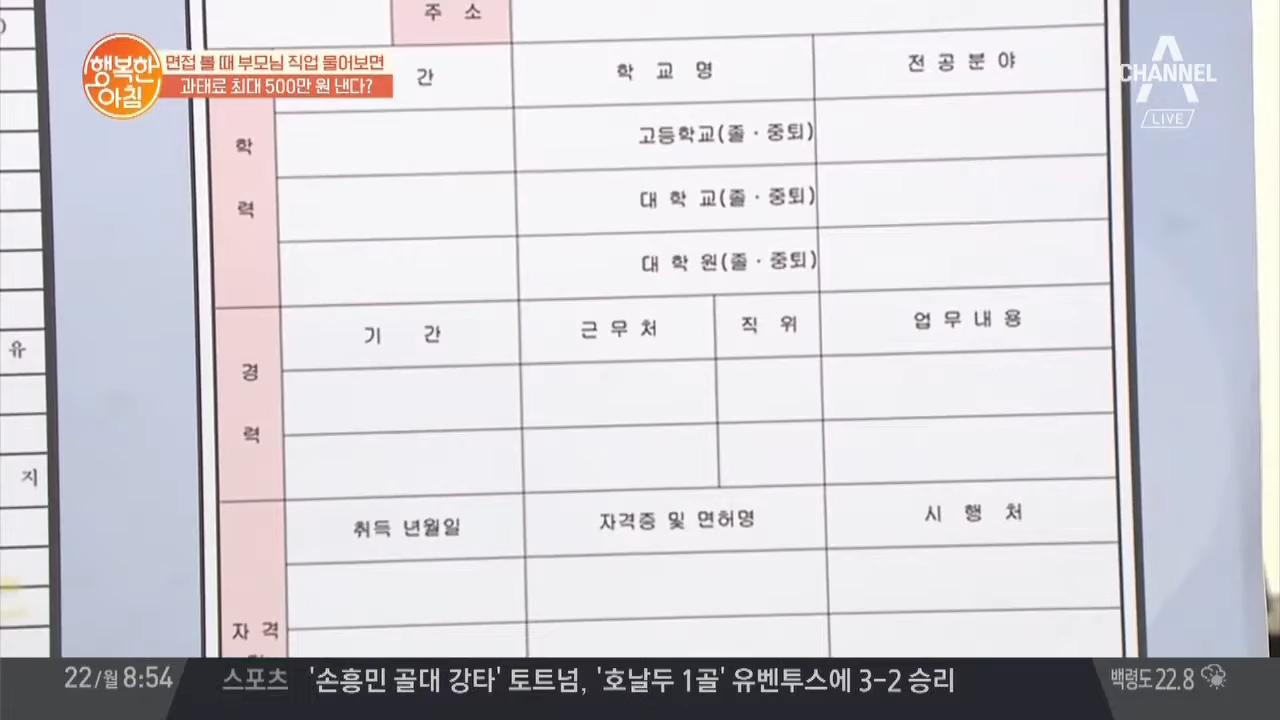 행복한
아침
면접 볼 때 부모님 직업 물어보면
과태료 최대 500만 원 낸다?
CHANNEL A
LIVE
주 소
간 학 교 명 전 공 분 야
학
력
고등학교(졸 · 중퇴)
대 학 교(졸 · 중퇴)
대 학 원(졸 · 중퇴)
경
력
기 간 근 무 처 직 위 업 무 내 용
취득 년월일 자격증 및 면허명 시 행 처
자 격
유
지
22/월 8:54 스포츠 '손흥민 골대 강타' 토트넘, '호날두 1골' 유벤투스에 3-2 승리 백령도 22.8